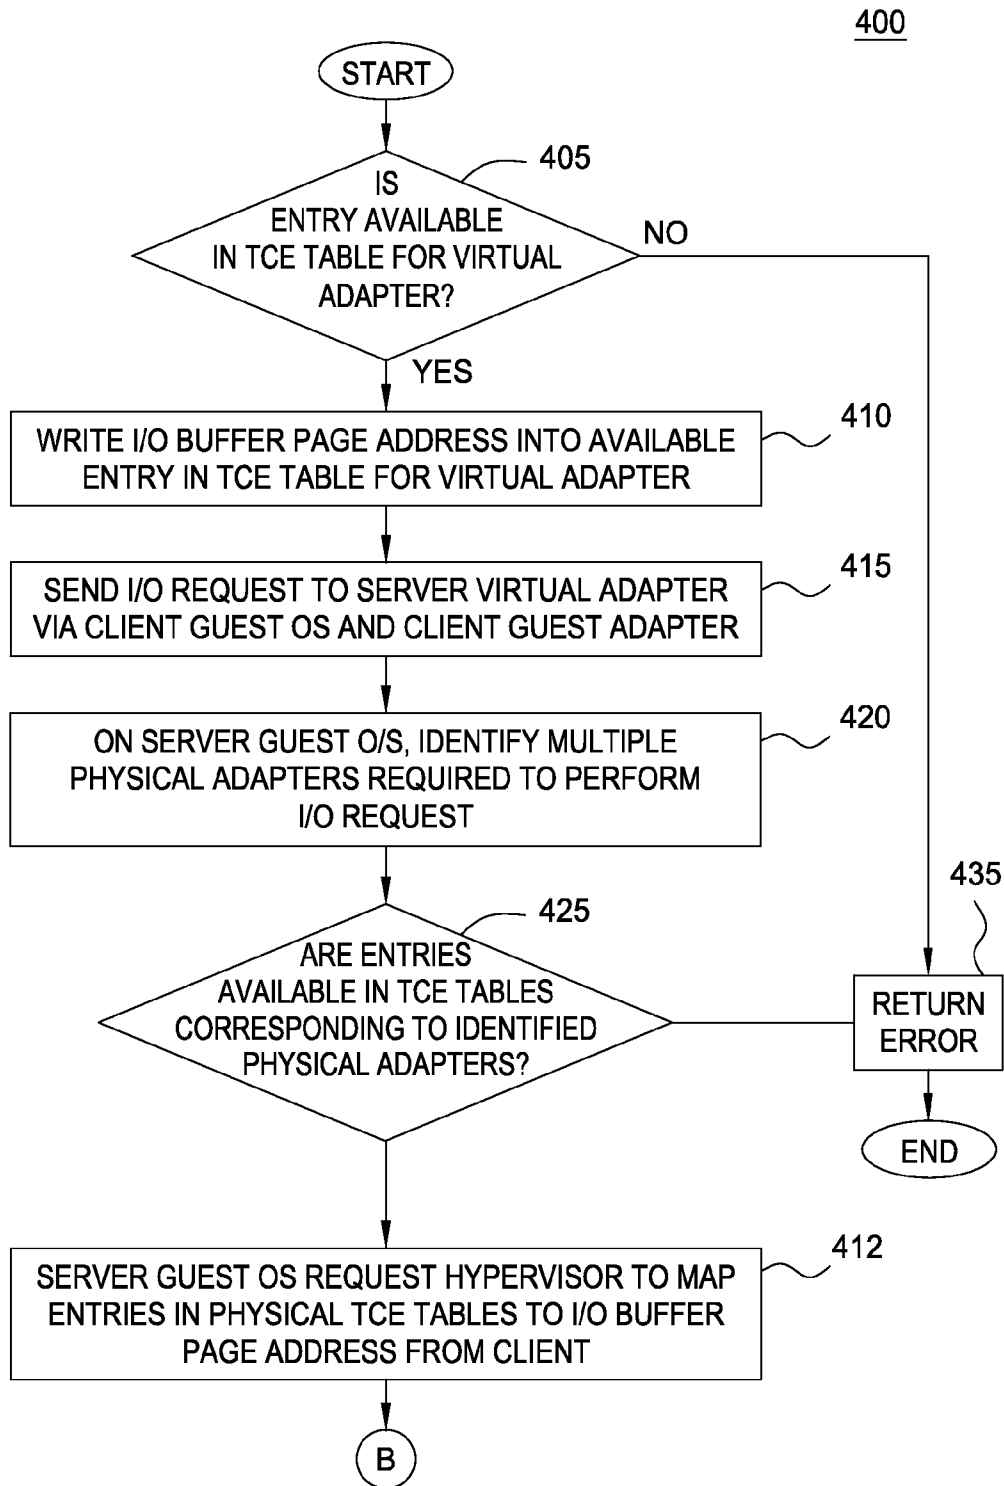 400
START
405
IS
ENTRY AVAILABLE
IN TCE TABLE FOR VIRTUAL
ADAPTER?
NO
YES
410
WRITE I/O BUFFER PAGE ADDRESS INTO AVAILABLE
ENTRY IN TCE TABLE FOR VIRTUAL ADAPTER
415
SEND I/O REQUEST TO SERVER VIRTUAL ADAPTER
VIA CLIENT GUEST OS AND CLIENT GUEST ADAPTER
420
ON SERVER GUEST O/S, IDENTIFY MULTIPLE
PHYSICAL ADAPTERS REQUIRED TO PERFORM
I/O REQUEST
425
ARE ENTRIES
AVAILABLE IN TCE TABLES
CORRESPONDING TO IDENTIFIED
PHYSICAL ADAPTERS?
435
RETURN
ERROR
END
412
SERVER GUEST OS REQUEST HYPERVISOR TO MAP
ENTRIES IN PHYSICAL TCE TABLES TO I/O BUFFER
PAGE ADDRESS FROM CLIENT
B